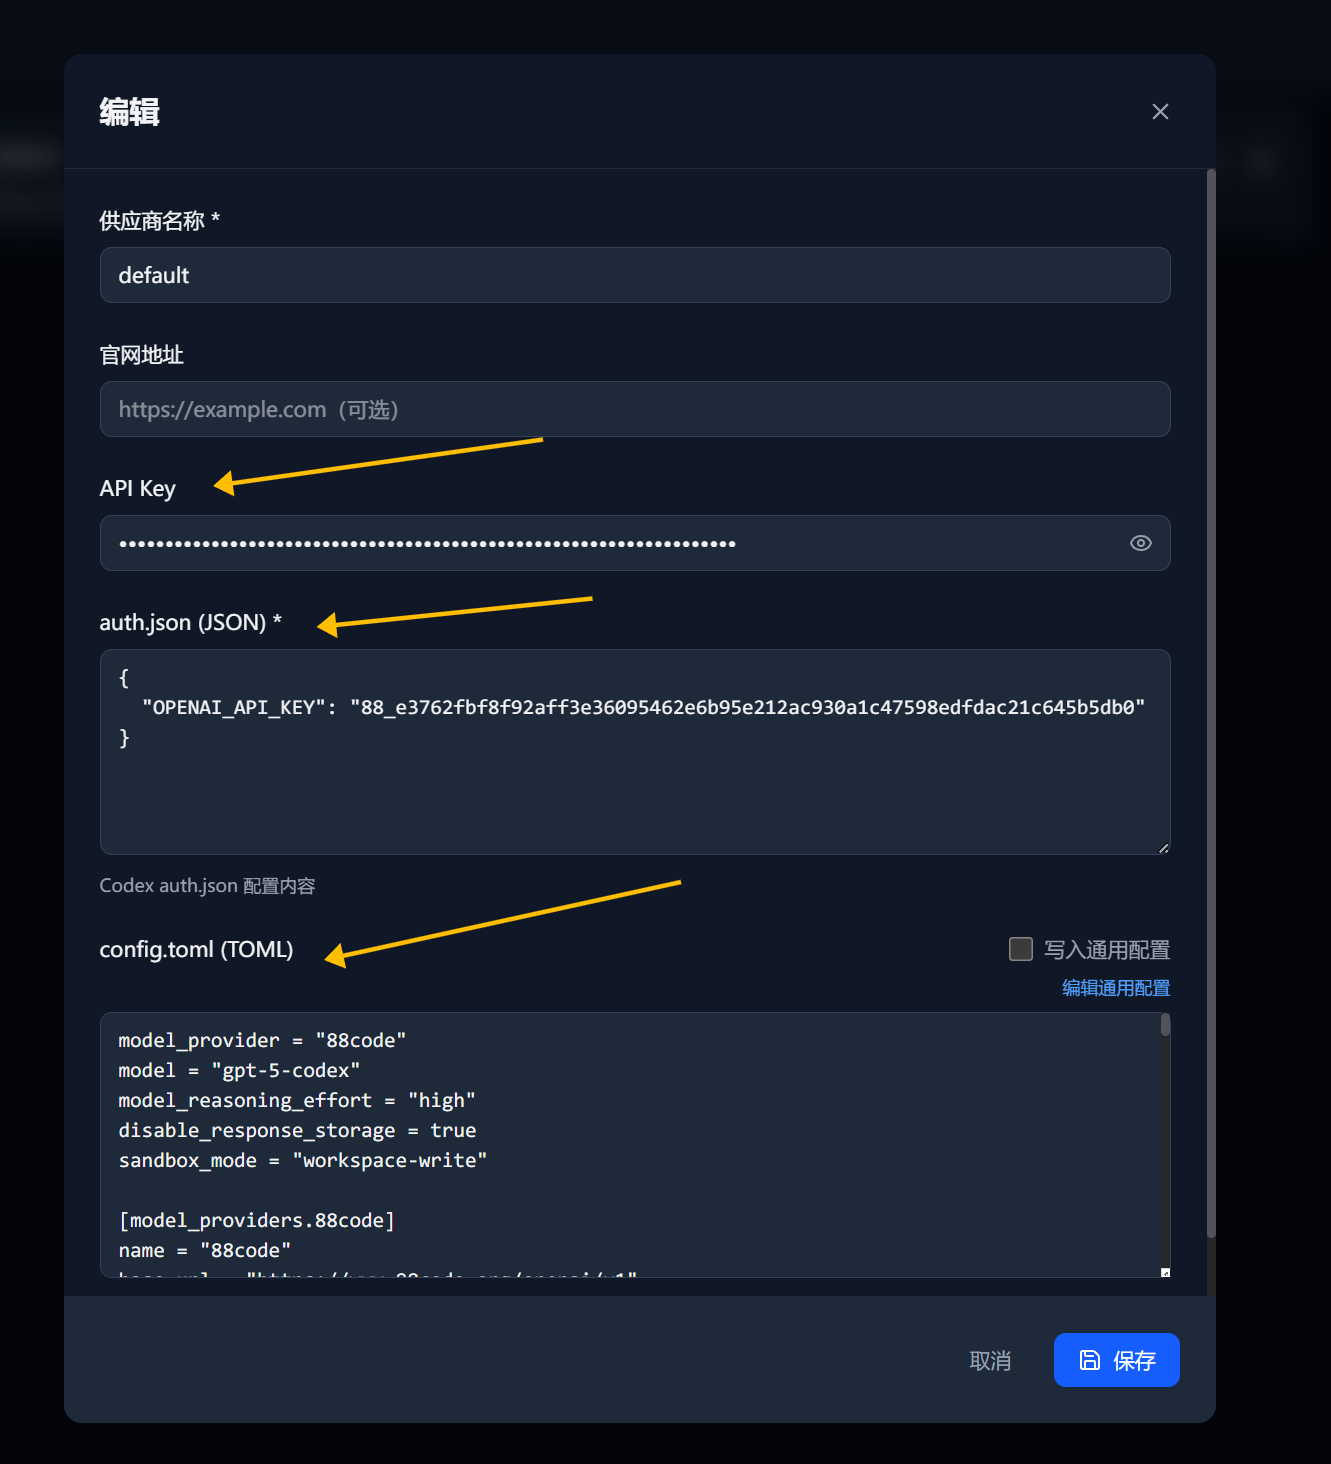 编辑
供应商名称 *
default
官网地址
https://example.com（可选）
API Key
auth.json (JSON) *
{
"OPENAI_API_KEY": "88_e3762fbf8f92aff3e36095462e6b95e212ac930a1c47598edfdac21c645b5db0"
}
Codex auth.json 配置内容
config.toml (TOML)
写入通用配置
编辑通用配置
model_provider = "88code"
model = "gpt-5-codex"
model_reasoning_effort = "high"
disable_response_storage = true
sandbox_mode = "workspace-write"
[model_providers.88code]
name = "88code"
取消
保存